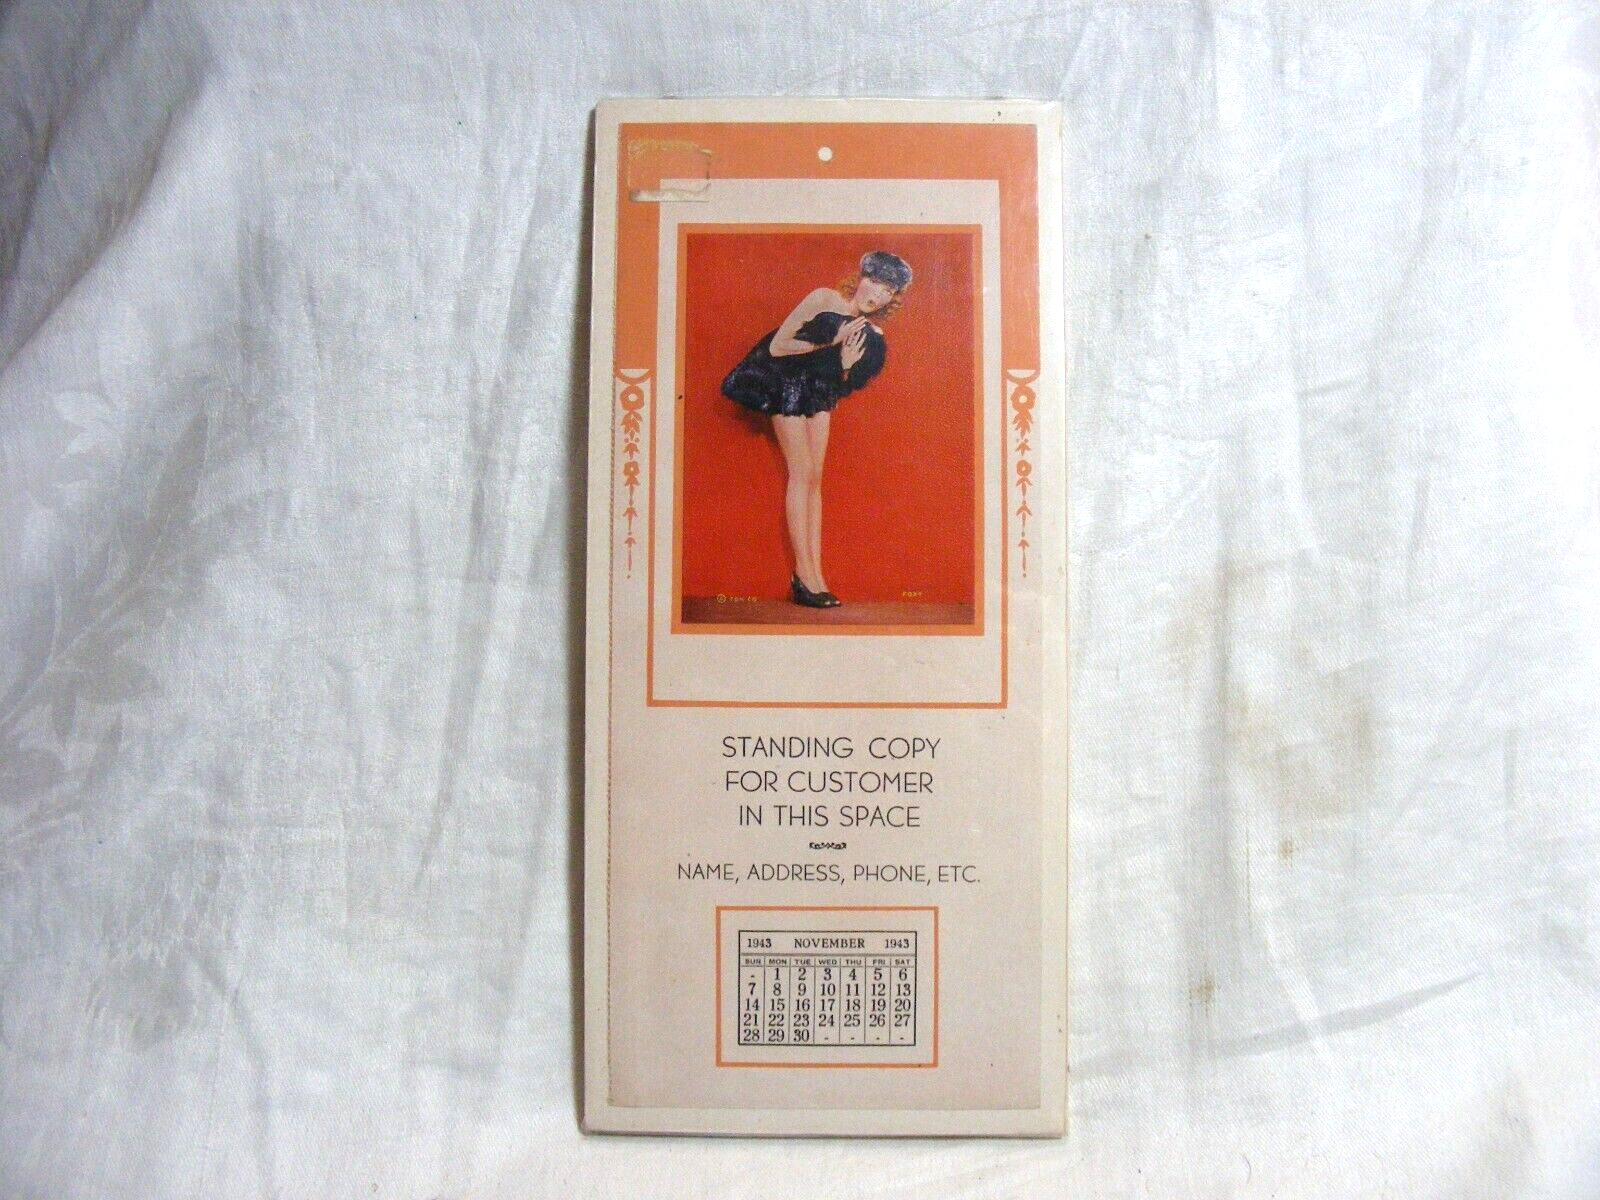 © TDH CO
FOXY
STANDING COPY
FOR CUSTOMER
IN THIS SPACE
NAME, ADDRESS, PHONE, ETC.
1943 NOVEMBER 1943
SUN MON TUE WED THU FRI SAT
- 1 2 3 4 5 6
7 8 9 10 11 12 13
14 15 16 17 18 19 20
21 22 23 24 25 26 27
28 29 30 - - - -